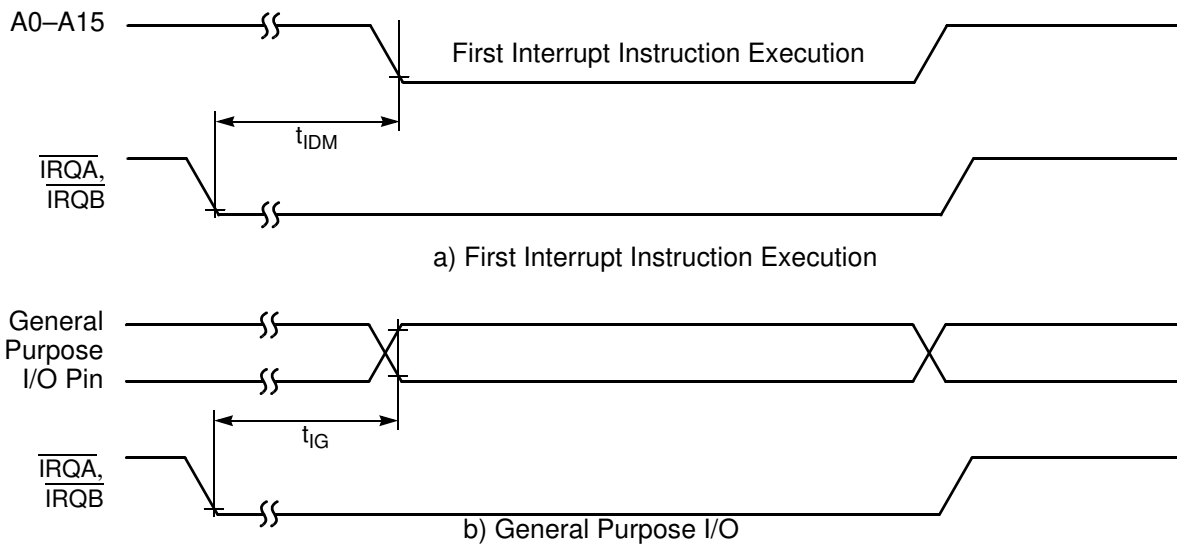 A0–A15
First Interrupt Instruction Execution
tIDM
IRQA,
IRQB
a) First Interrupt Instruction Execution
General
Purpose
I/O Pin
tIG
IRQA,
IRQB
b) General Purpose I/O